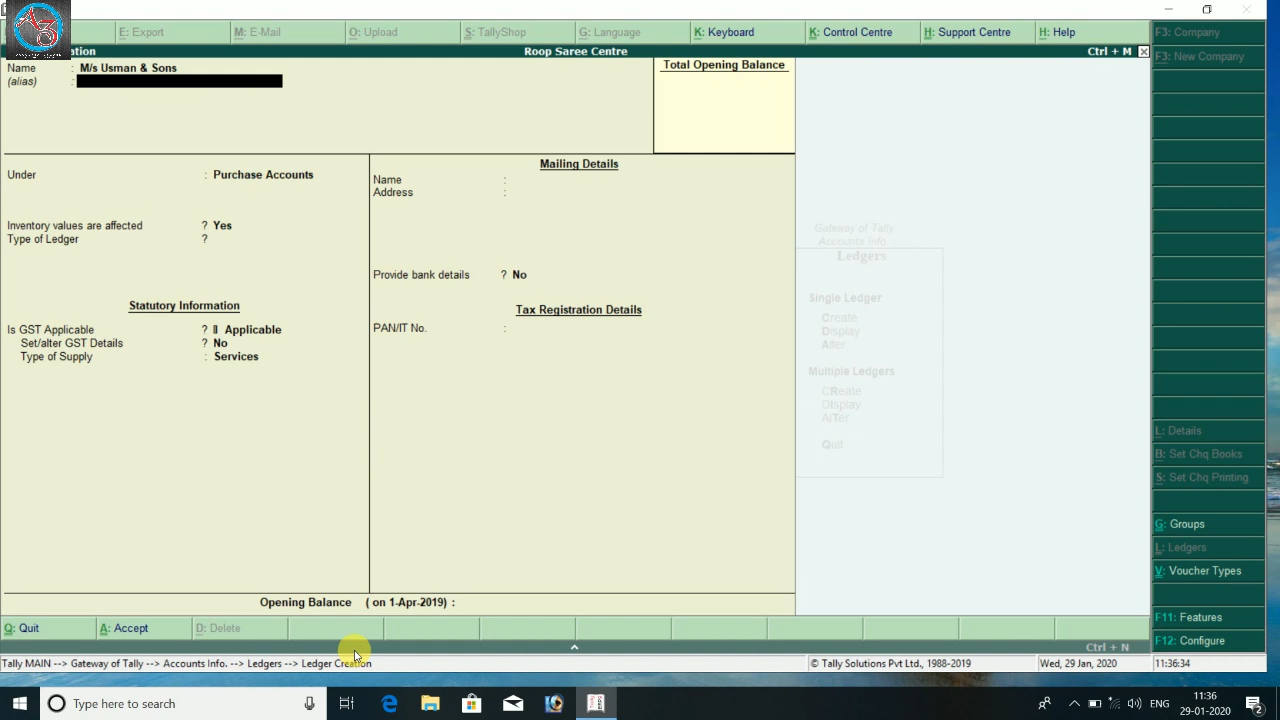 E: Export
M: E-Mail
O: Upload
S: TallyShop
G: Language
K: Keyboard
K: Control Centre
H: Support Centre
H: Help
F3: Company
ation
Roop Saree Centre
Ctrl + M
F3: New Company
Name : M/s Usman & Sons
(alias) :
Total Opening Balance
Under : Purchase Accounts
Inventory values are affected ? Yes
Type of Ledger ?
Statutory Information
Is GST Applicable ? Applicable
Set/alter GST Details ? No
Type of Supply : Services
Mailing Details
Name :
Address :
Provide bank details ? No
Tax Registration Details
PAN/IT No. :
Gateway of Tally
Accounts Info.
Ledgers
Single Ledger
Create
Display
Alter
Multiple Ledgers
CReate
DIsplay
AlTer
Quit
L: Details
B: Set Chq Books
S: Set Chq Printing
G: Groups
L: Ledgers
V: Voucher Types
F11: Features
F12: Configure
Opening Balance ( on 1-Apr-2019) :
Q: Quit
A: Accept
D: Delete
Ctrl + N
Tally MAIN --> Gateway of Tally --> Accounts Info. --> Ledgers --> Ledger Creation
© Tally Solutions Pvt Ltd., 1988-2019
Wed, 29 Jan, 2020
11:36:34
Type here to search
ENG
11:36
29-01-2020
2